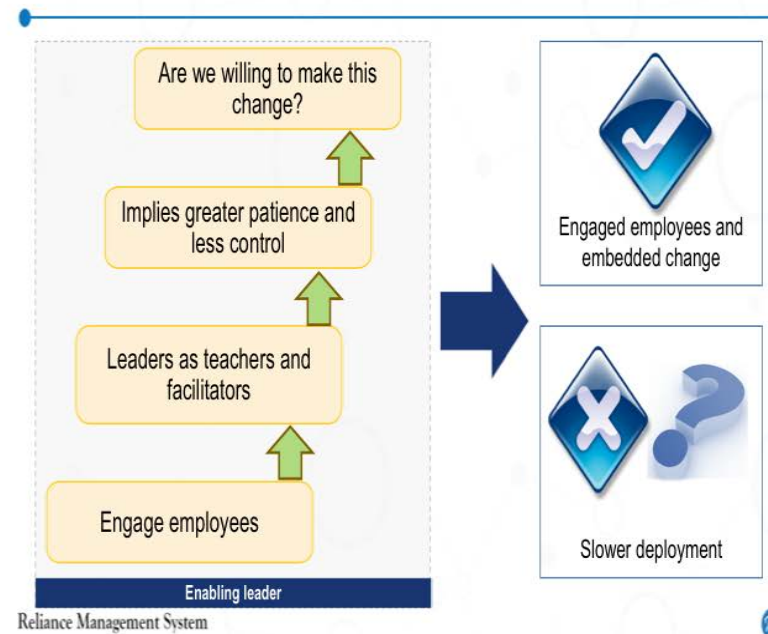 Are we willing to make this
change?
Implies greater patience and
less control
Leaders as teachers and
facilitators
Engage employees
Enabling leader
Engaged employees and
embedded change
Slower deployment
Reliance Management System